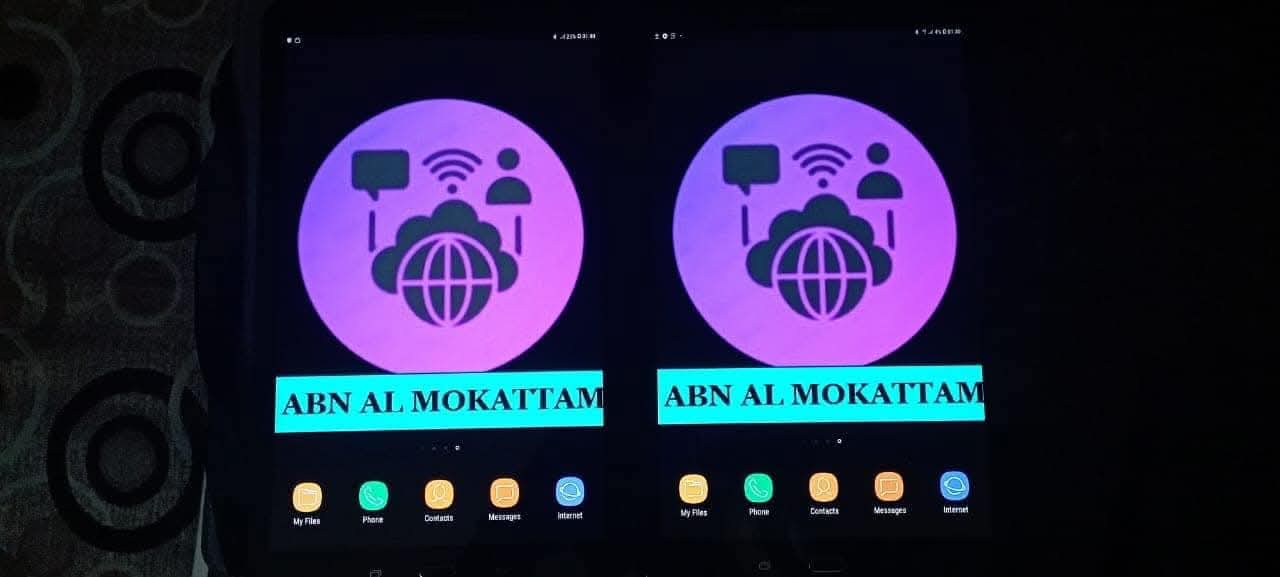 ABN AL MOKATTAM
My Files
Phone
Contacts
Messages
Internet
ABN AL MOKATTAM
My Files
Phone
Contacts
Messages
Internet